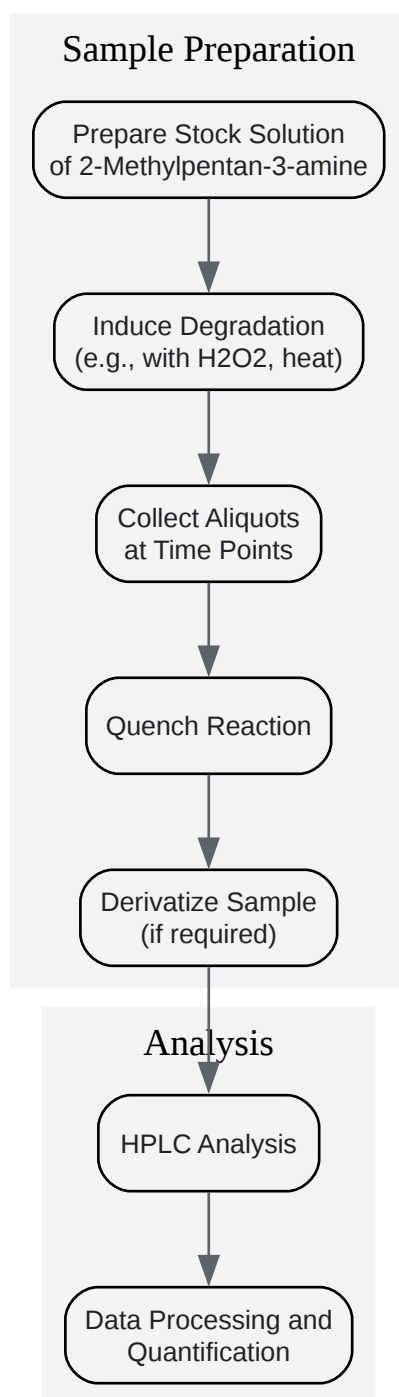 Sample Preparation
Prepare Stock Solution
of 2-Methylpentan-3-amine
Induce Degradation
(e.g., with H2O2, heat)
Collect Aliquots
at Time Points
Quench Reaction
Derivatize Sample
(if required)
Analysis
HPLC Analysis
Data Processing and
Quantification